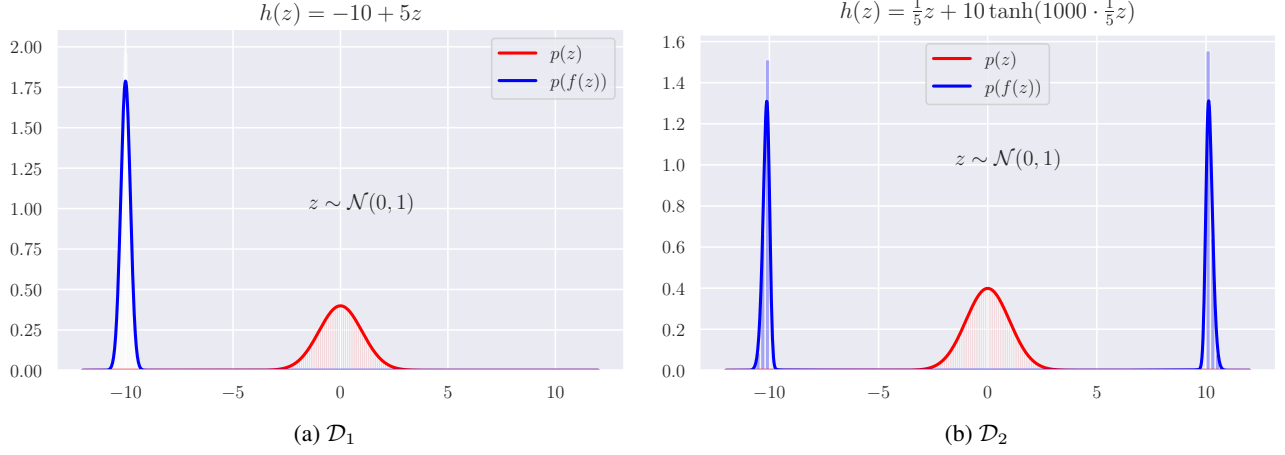 h(z) = −10 + 5z
2.00
1.75
1.50
1.25
1.00
0.75
0.50
0.25
0.00
p(z)
p(f(z))
z ∼ 𝒩(0, 1)
−10
−5
0
5
10
(a) 𝒟₁
h(z) = 1/5 z + 10 tanh(1000 · 1/5 z)
1.6
1.4
1.2
1.0
0.8
0.6
0.4
0.2
0.0
p(z)
p(f(z))
z ∼ 𝒩(0, 1)
−10
−5
0
5
10
(b) 𝒟₂